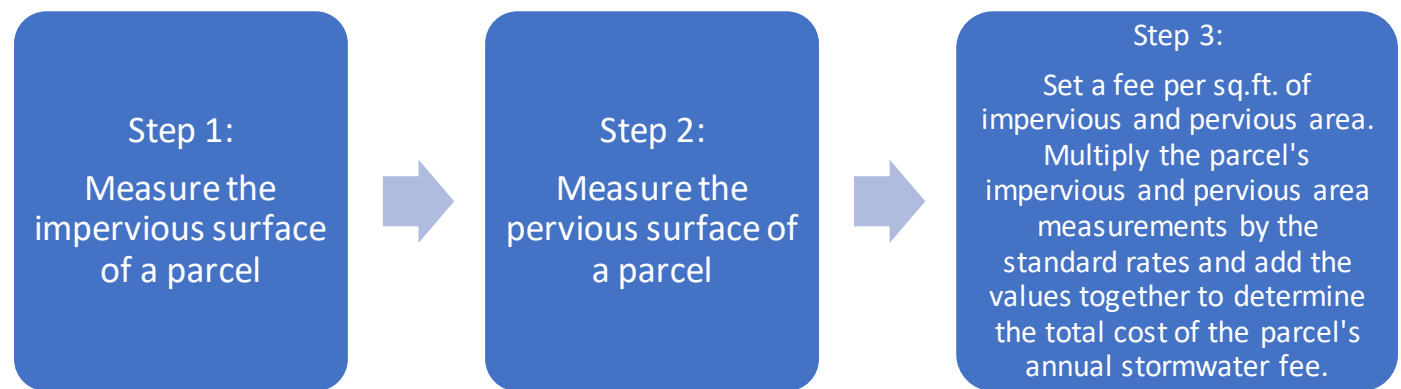 Step 1:
Measure the
impervious surface
of a parcel
Step 2:
Measure the
pervious surface of
a parcel
Step 3:
Set a fee per sq.ft. of
impervious and pervious area.
Multiply the parcel's
impervious and pervious area
measurements by the
standard rates and add the
values together to determine
the total cost of the parcel's
annual stormwater fee.